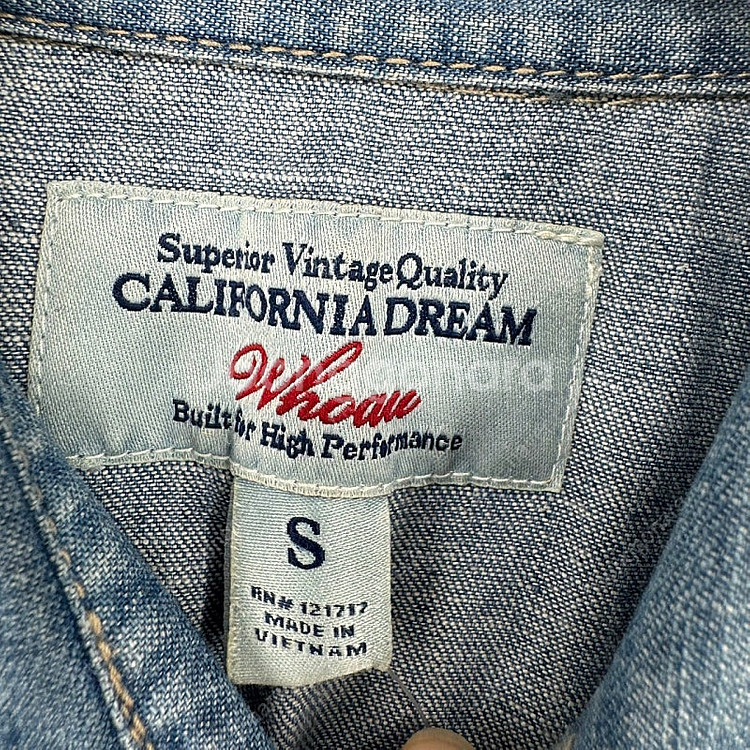 Superior Vintage Quality
CALIFORNIA DREAM
Whoau
Built for High Performance
S
RN# 121717
MADE IN
VIETNAM